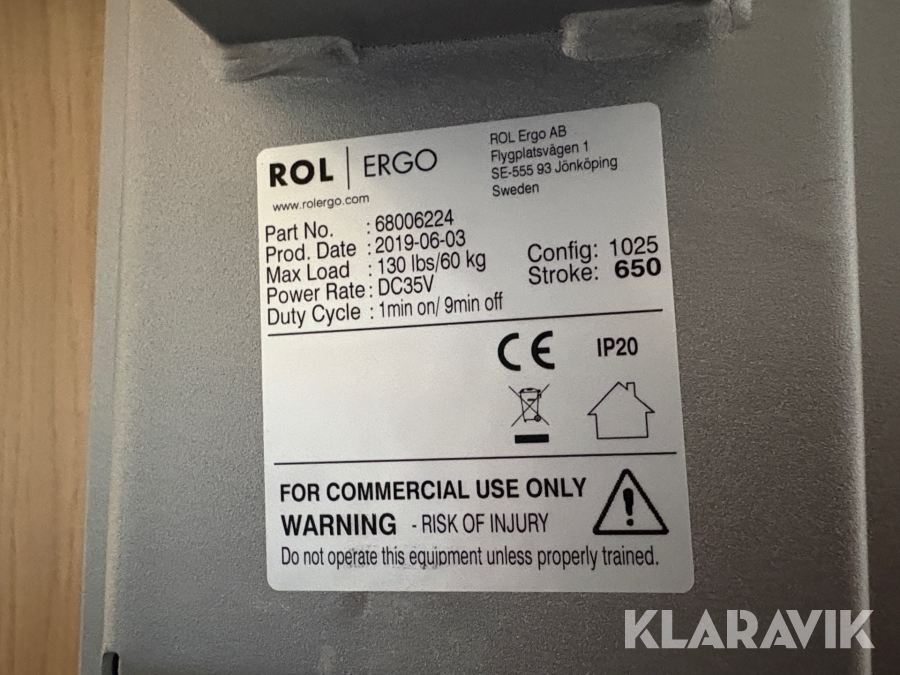 ROL | ERGO
www.rolergo.com
ROL Ergo AB
Flygplatsvägen 1
SE-555 93 Jönköping
Sweden
Part No. : 68006224
Prod. Date : 2019-06-03
Max Load : 130 lbs/60 kg
Power Rate : DC35V
Duty Cycle : 1min on/ 9min off
Config: 1025
Stroke: 650
CE
IP20
FOR COMMERCIAL USE ONLY
WARNING - RISK OF INJURY
Do not operate this equipment unless properly trained.
KLARAVIK